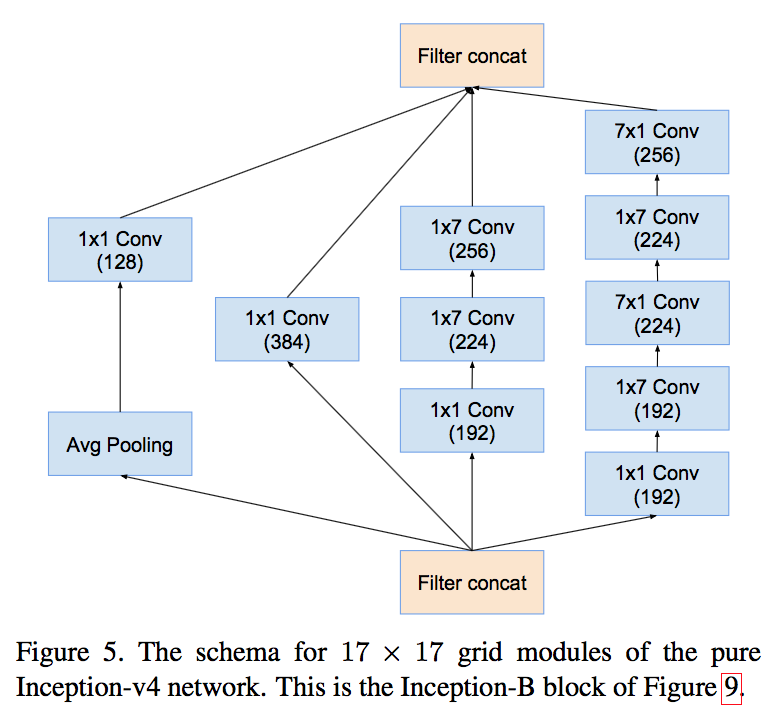 Filter concat
7x1 Conv
(256)
1x7 Conv
(224)
7x1 Conv
(224)
1x7 Conv
(192)
1x1 Conv
(192)
1x7 Conv
(256)
1x7 Conv
(224)
1x1 Conv
(192)
1x1 Conv
(384)
1x1 Conv
(128)
Avg Pooling
Filter concat
Figure 5. The schema for 17 × 17 grid modules of the pure
Inception-v4 network. This is the Inception-B block of Figure 9.